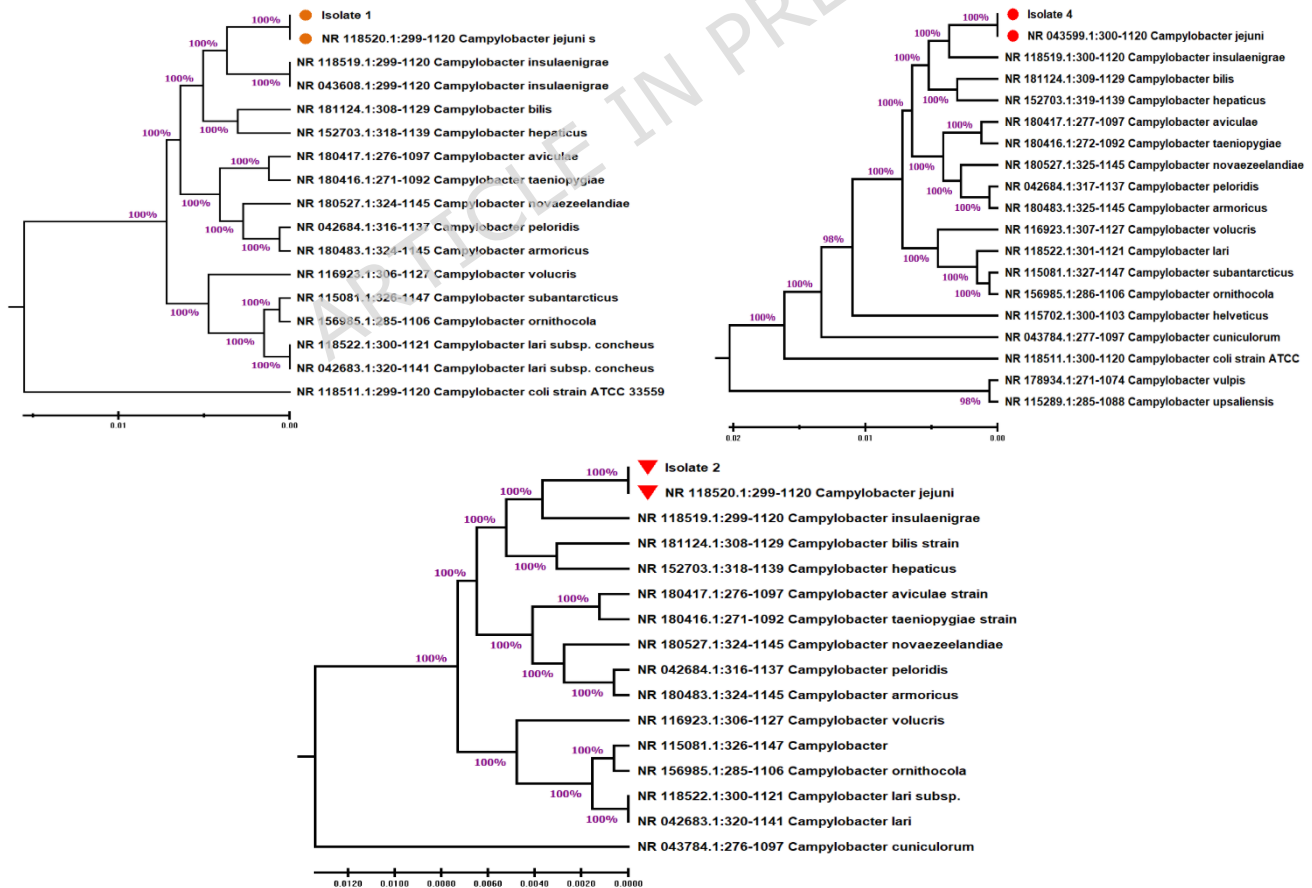 100%
Isolate 1
NR 118520.1:299-1120 Campylobacter jejuni s
100%
100%
NR 118519.1:299-1120 Campylobacter insulaenigrae
NR 043608.1:299-1120 Campylobacter insulaenigrae
100%
100%
NR 181124.1:308-1129 Campylobacter bilis
NR 152703.1:318-1139 Campylobacter hepaticus
100%
100%
100%
NR 180417.1:276-1097 Campylobacter aviculae
NR 180416.1:271-1092 Campylobacter taeniopygiae
100%
NR 180527.1:324-1145 Campylobacter novaezeelandiae
NR 042684.1:316-1137 Campylobacter peloridis
NR 180483.1:324-1145 Campylobacter armoricus
100%
100%
100%
NR 116923.1:306-1127 Campylobacter volucris
NR 115081.1:326-1147 Campylobacter subantarcticus
NR 156985.1:285-1106 Campylobacter ornithocola
100%
100%
100%
NR 118522.1:300-1121 Campylobacter lari subsp. concheus
NR 042683.1:320-1141 Campylobacter lari subsp. concheus
100%
NR 118511.1:299-1120 Campylobacter coli strain ATCC 33559
0.01
0.00
100%
Isolate 4
NR 043599.1:300-1120 Campylobacter jejuni
100%
NR 118519.1:300-1120 Campylobacter insulaenigrae
100%
NR 181124.1:309-1129 Campylobacter bilis
NR 152703.1:319-1139 Campylobacter hepaticus
100%
100%
100%
NR 180417.1:277-1097 Campylobacter aviculae
NR 180416.1:272-1092 Campylobacter taeniopygiae
100%
NR 180527.1:325-1145 Campylobacter novaezeelandiae
NR 042684.1:317-1137 Campylobacter peloridis
NR 180483.1:325-1145 Campylobacter armoricus
100%
100%
100%
NR 116923.1:307-1127 Campylobacter volucris
NR 118522.1:301-1121 Campylobacter lari
NR 115081.1:327-1147 Campylobacter subantarcticus
NR 156985.1:286-1106 Campylobacter ornithocola
98%
100%
100%
100%
NR 115702.1:300-1103 Campylobacter helveticus
NR 043784.1:277-1097 Campylobacter cuniculorum
100%
NR 118511.1:300-1120 Campylobacter coli strain ATCC
100%
NR 178934.1:271-1074 Campylobacter vulpis
NR 115289.1:285-1088 Campylobacter upsaliensis
98%
0.02
0.01
0.00
100%
Isolate 2
NR 118520.1:299-1120 Campylobacter jejuni
100%
NR 118519.1:299-1120 Campylobacter insulaenigrae
100%
NR 181124.1:308-1129 Campylobacter bilis strain
NR 152703.1:318-1139 Campylobacter hepaticus
100%
100%
100%
NR 180417.1:276-1097 Campylobacter aviculae strain
NR 180416.1:271-1092 Campylobacter taeniopygiae strain
100%
NR 180527.1:324-1145 Campylobacter novaezeelandiae
NR 042684.1:316-1137 Campylobacter peloridis
NR 180483.1:324-1145 Campylobacter armoricus
100%
100%
100%
NR 116923.1:306-1127 Campylobacter volucris
NR 115081.1:326-1147 Campylobacter
NR 156985.1:285-1106 Campylobacter ornithocola
100%
100%
100%
NR 118522.1:300-1121 Campylobacter lari subsp.
NR 042683.1:320-1141 Campylobacter lari
100%
NR 043784.1:276-1097 Campylobacter cuniculorum
0.0120 0.0100 0.0080 0.0060 0.0040 0.0020 0.0000
ARTICLE IN PRE